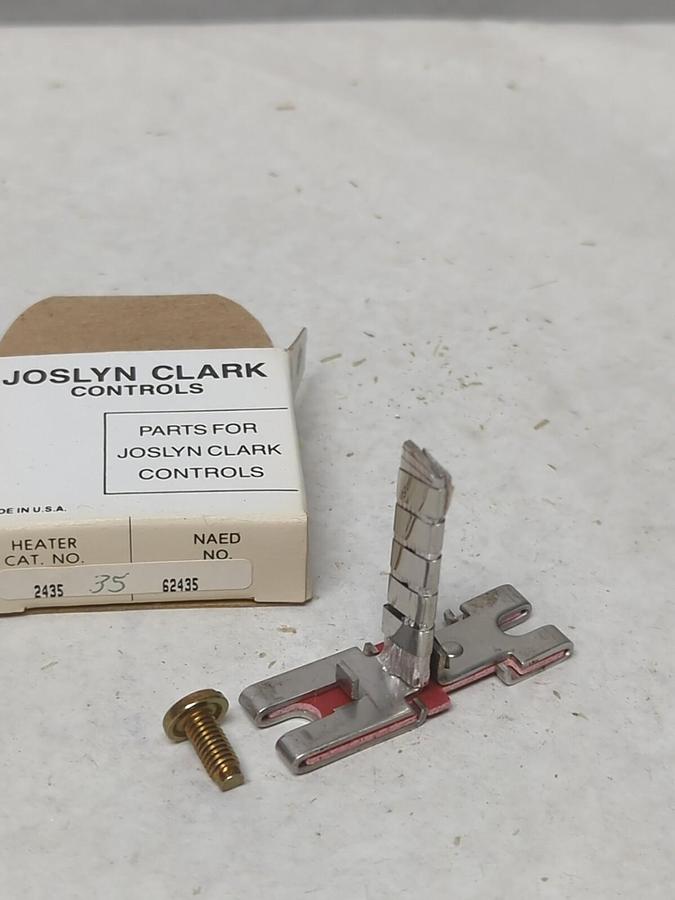 JOSLYN CLARK
CONTROLS
PARTS FOR
JOSLYN CLARK
CONTROLS
DE IN U.S.A.
HEATER
CAT. NO.
NAED
NO.
2435 35 62435